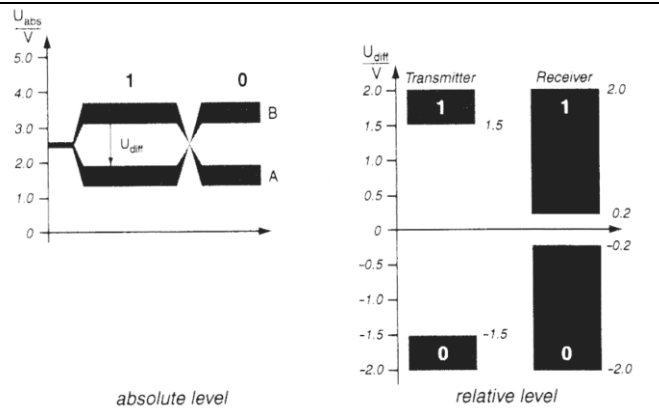 U_abs
V
5.0
4.0
3.0
2.0
1.0
0
1 0
B
A
U_diff
absolute level
U_diff
V
Transmitter Receiver
2.0
1.5
1.0
0.5
0
-0.5
-1.0
-1.5
-2.0
1
1.5
1
2.0
0.2
-0.2
-1.5
0
0
-2.0
relative level